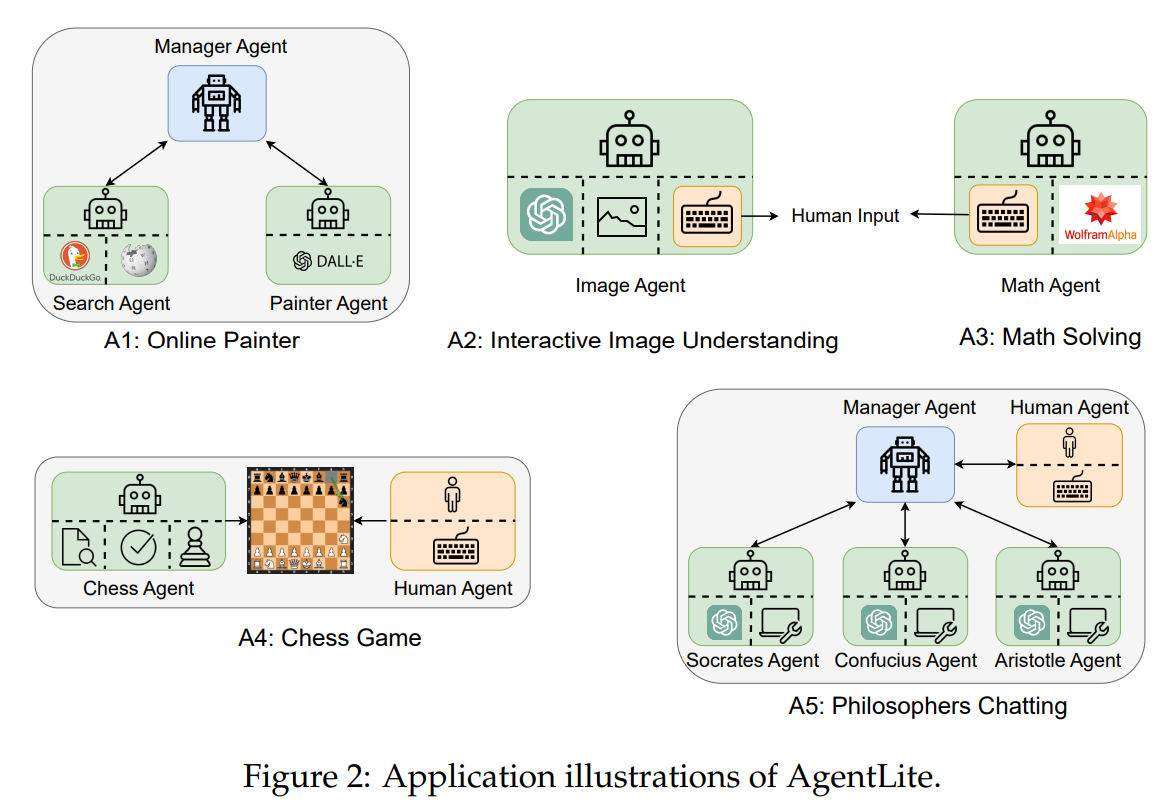 Manager Agent
DuckDuckGo.
DALL·E
Search Agent
Painter Agent
A1: Online Painter
Human Input
Image Agent
A2: Interactive Image Understanding
WolframAlpha
Math Agent
A3: Math Solving
Chess Agent
Human Agent
A4: Chess Game
Manager Agent
Human Agent
Socrates Agent
Confucius Agent
Aristotle Agent
A5: Philosophers Chatting
Figure 2: Application illustrations of AgentLite.